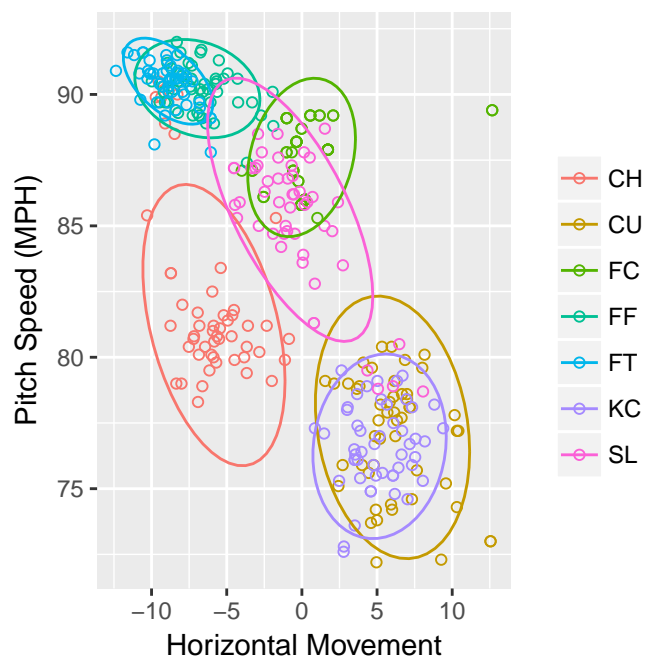 Pitch Speed (MPH)
90
85
80
75
−10
−5
0
5
10
Horizontal Movement
CH
CU
FC
FF
FT
KC
SL